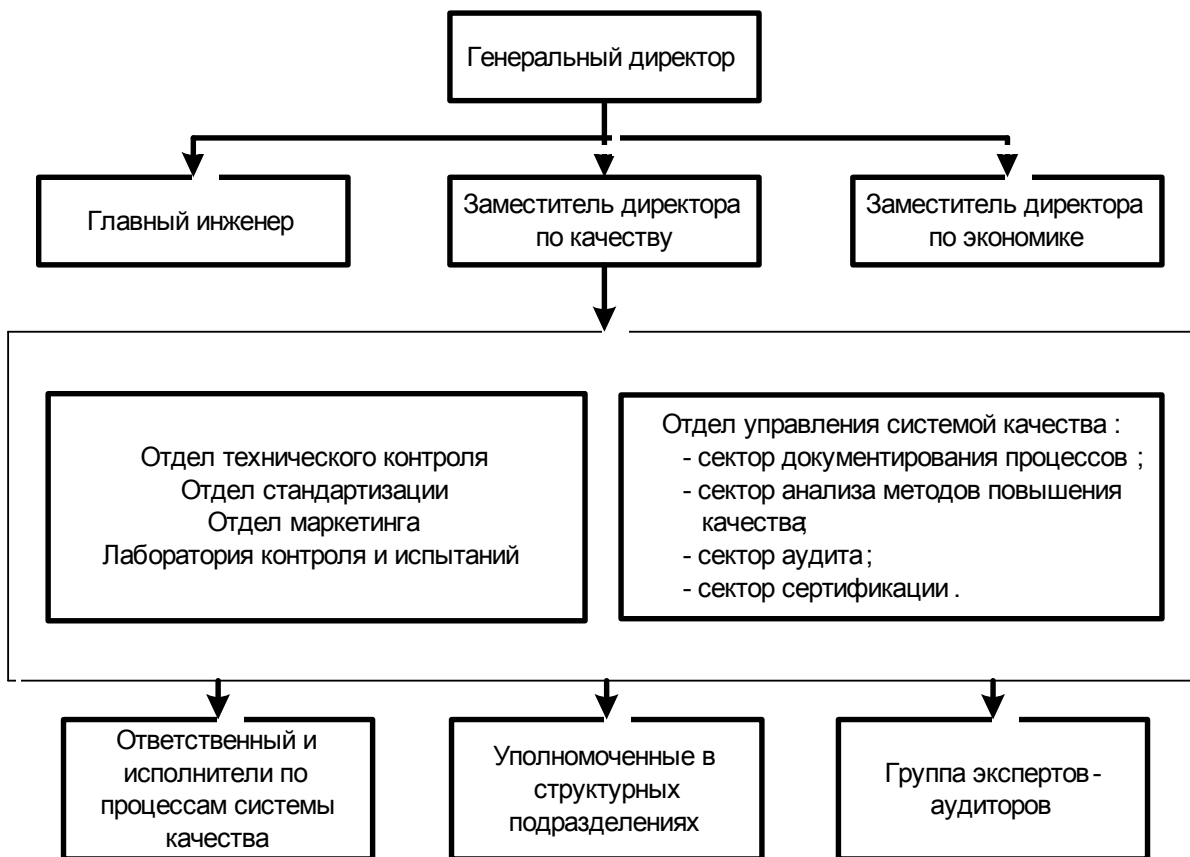 Генеральный директор
Главный инженер
Заместитель директора
по качеству
Заместитель директора
по экономике
Отдел технического контроля
Отдел стандартизации
Отдел маркетинга
Лаборатория контроля и испытаний
Отдел управления системой качества :
- сектор документирования процессов ;
- сектор анализа методов повышения
качества;
- сектор аудита ;
- сектор сертификации .
Ответственный и
исполнители по
процессам системы
качества
Уполномоченные в
структурных
подразделениях
Группа экспертов -
аудиторов